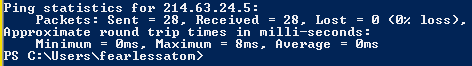 Ping statistics for 214.63.24.5:
    Packets: Sent = 28, Received = 28, Lost = 0 (0% loss),
Approximate round trip times in milli-seconds:
    Minimum = 0ms, Maximum = 8ms, Average = 0ms
PS C:\Users\fearlessatom>